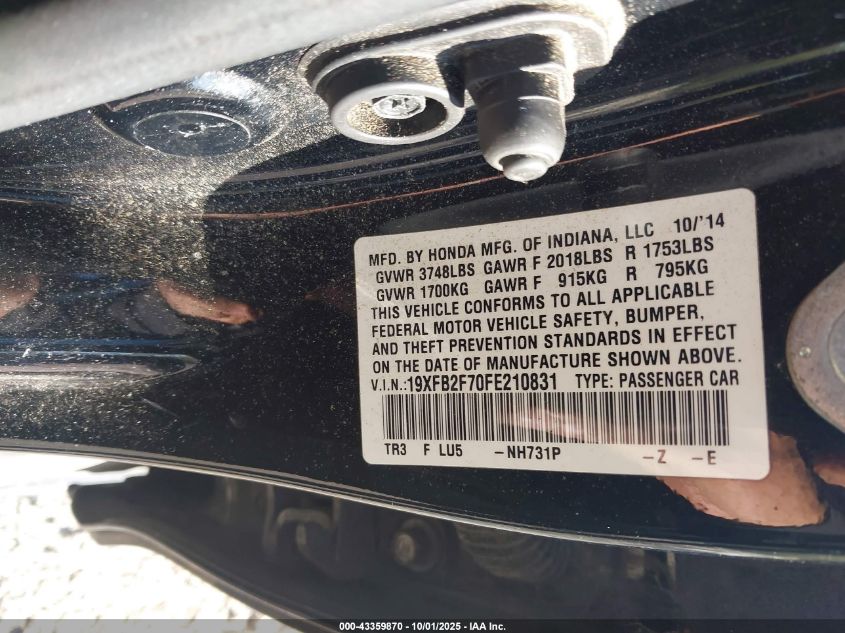 MFD. BY HONDA MFG. OF INDIANA, LLC 10/'14
GVWR 3748LBS GAWR F 2018LBS R 1753LBS
GVWR 1700KG GAWR F 915KG R 795KG
THIS VEHICLE CONFORMS TO ALL APPLICABLE
FEDERAL MOTOR VEHICLE SAFETY, BUMPER,
AND THEFT PREVENTION STANDARDS IN EFFECT
ON THE DATE OF MANUFACTURE SHOWN ABOVE.
V.I.N.:19XFB2F70FE210831 TYPE: PASSENGER CAR
TR3 F LU5 -NH731P -Z -E
000-43359870 - 10/01/2025 - IAA Inc.